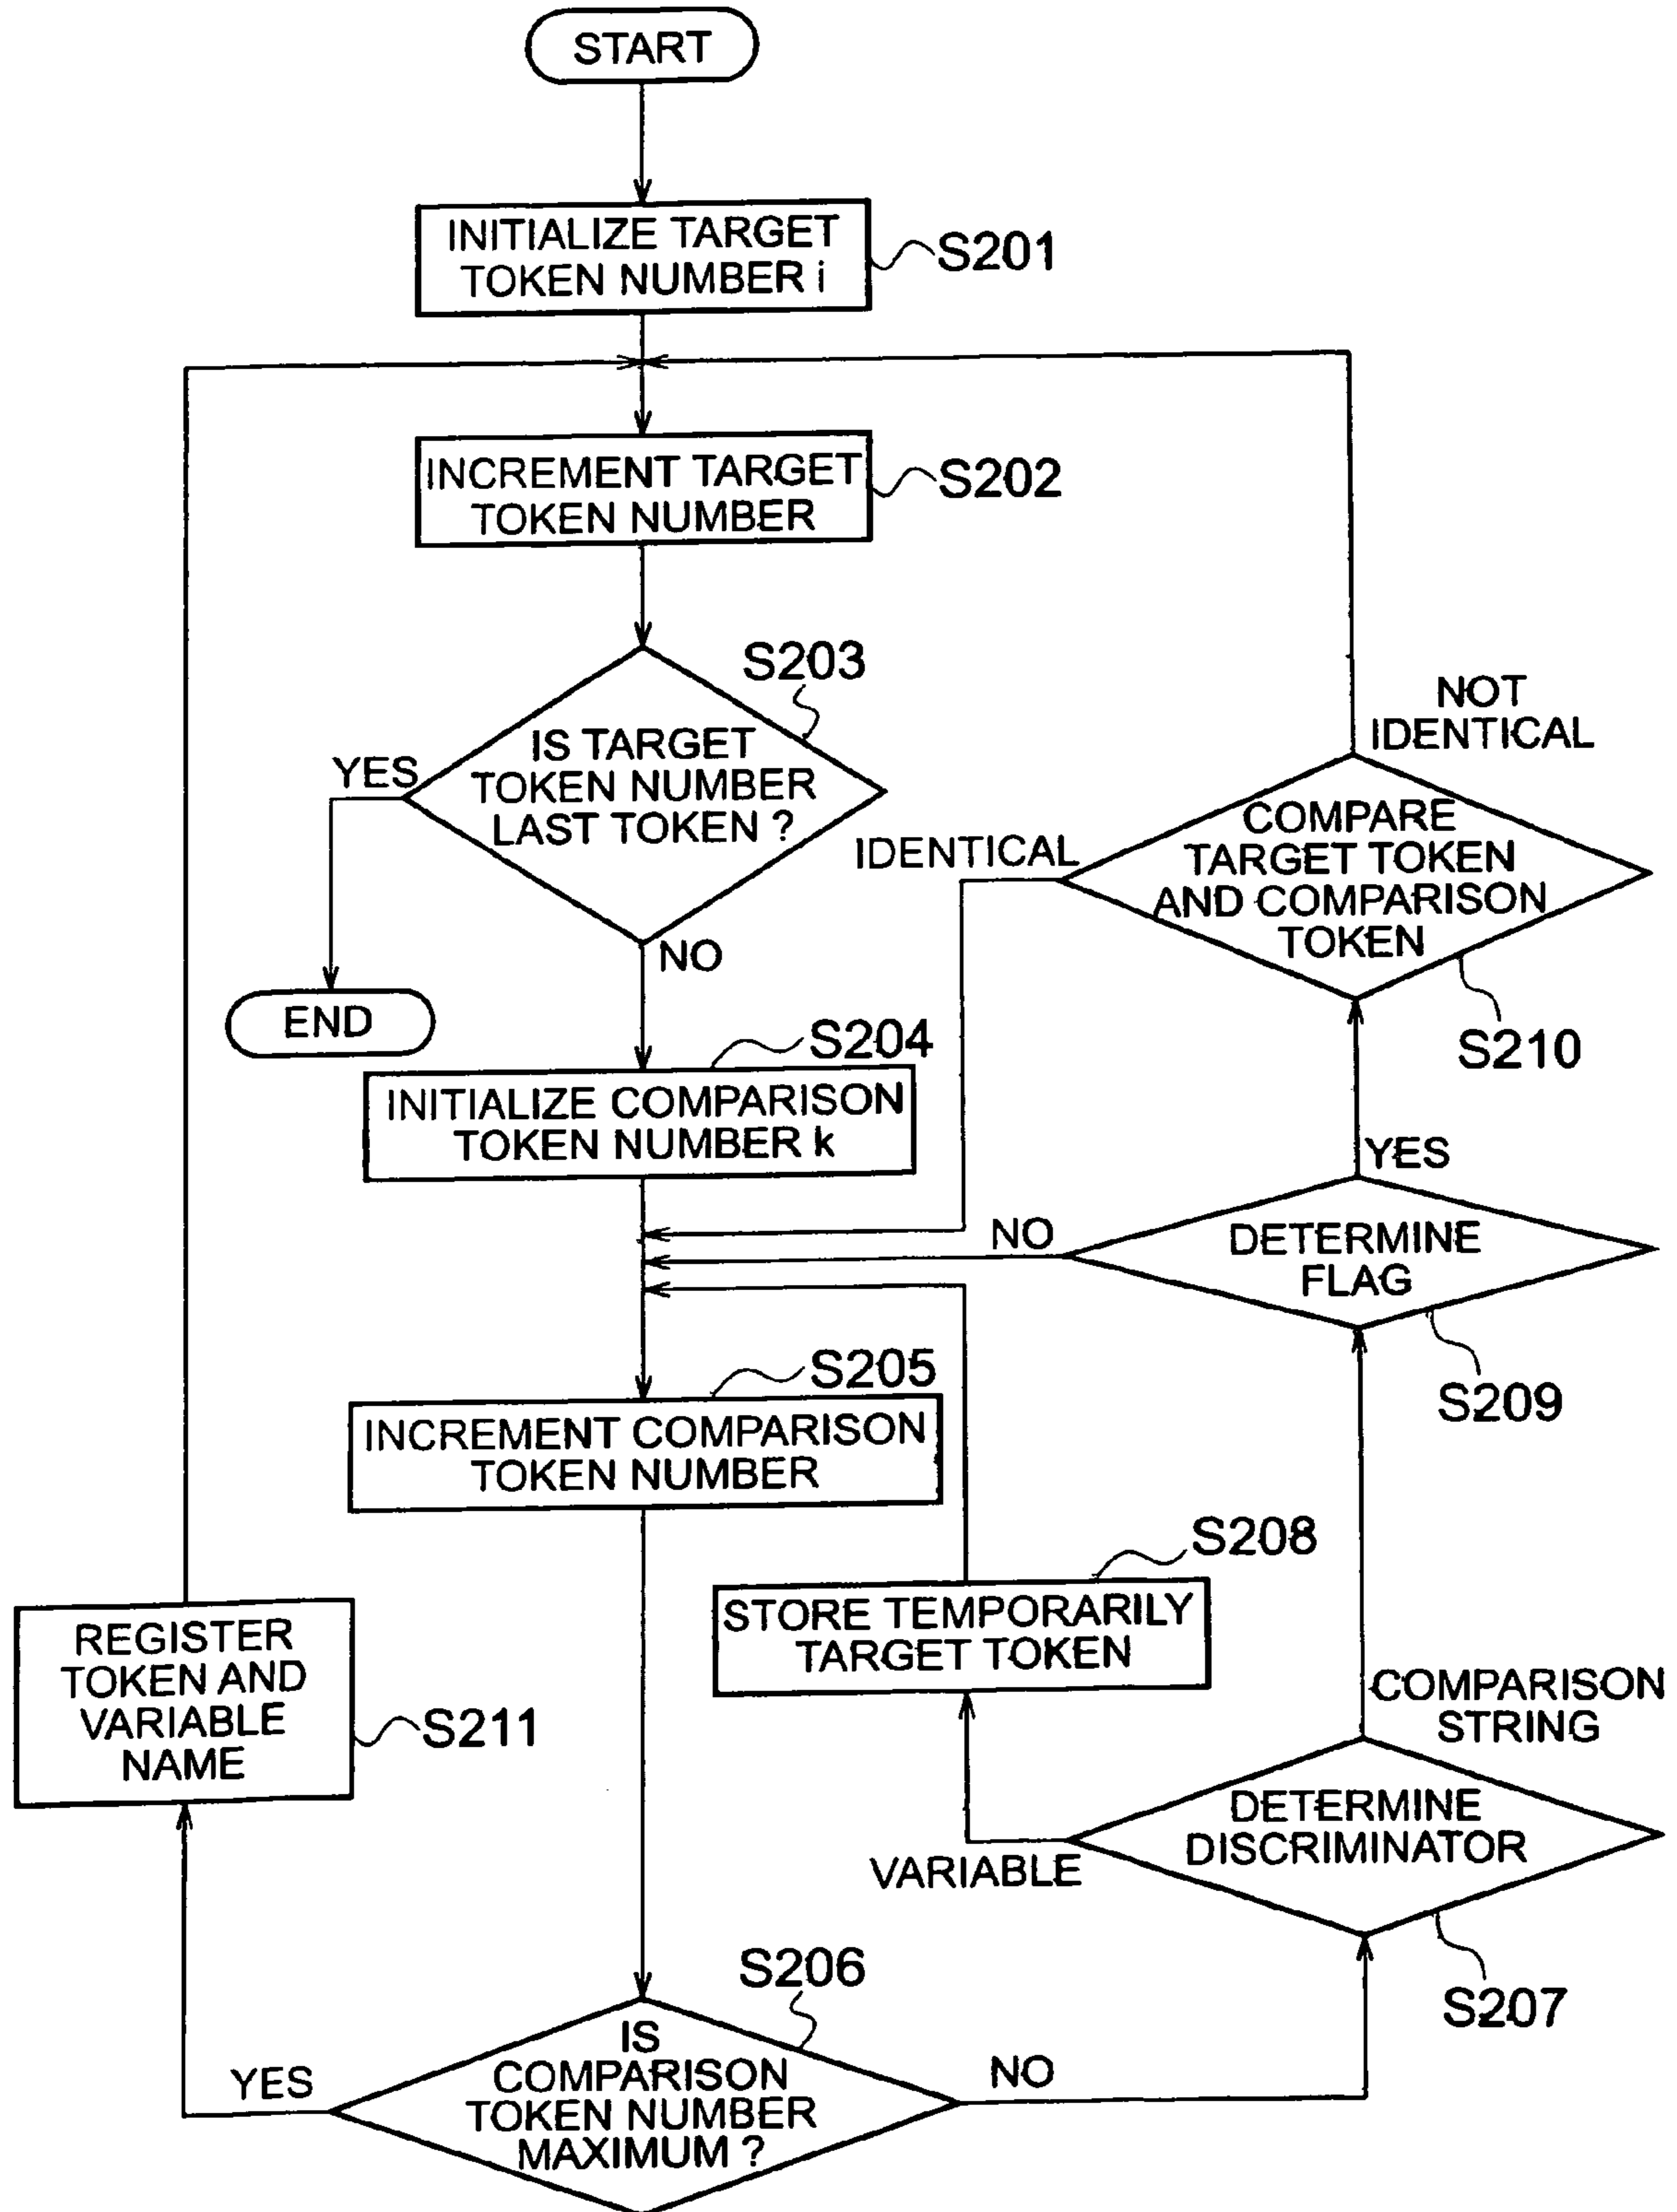 START
INITIALIZE TARGET
TOKEN NUMBER i
S201
INCREMENT TARGET
TOKEN NUMBER
S202
S203
IS TARGET
TOKEN NUMBER
LAST TOKEN ?
YES
NO
END
NOT
IDENTICAL
COMPARE
TARGET TOKEN
AND COMPARISON
TOKEN
IDENTICAL
S210
S204
INITIALIZE COMPARISON
TOKEN NUMBER k
YES
NO
DETERMINE
FLAG
S209
S205
INCREMENT COMPARISON
TOKEN NUMBER
S208
STORE TEMPORARILY
TARGET TOKEN
REGISTER
TOKEN AND
VARIABLE
NAME
S211
COMPARISON
STRING
DETERMINE
DISCRIMINATOR
VARIABLE
S207
S206
IS
COMPARISON
TOKEN NUMBER
MAXIMUM ?
YES
NO